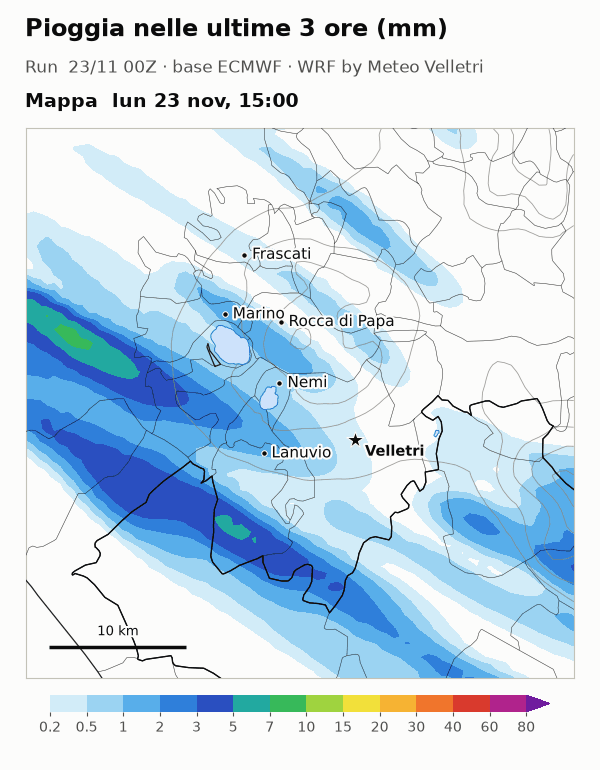 Pioggia nelle ultime 3 ore (mm)
Run  23/11 00Z · base ECMWF · WRF by Meteo Velletri
Mappa  lun 23 nov, 15:00
Frascati
Marino
Rocca di Papa
Nemi
Velletri
Lanuvio
10 km
0.2 0.5 1 2 3 5 7 10 15 20 30 40 60 80